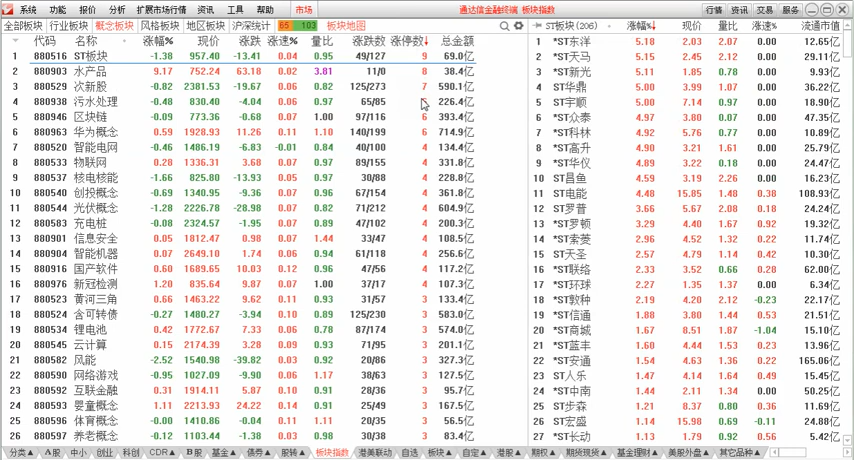 系统 功能 报价 分析 扩展市场行情 资讯 工具 帮助 市场 通达信金融终端 板块指数 行情 资讯 交易 服务
全部板块 行业板块 概念板块 风格板块 地区板块 沪深统计 65 103 板块地图 ST板块 (206) 涨幅%↓ 现价 量比 涨速% 流通市值
代码 名称 涨幅% 现价 涨跌 涨速% 量比 涨跌数 涨停数↓ 总金额
1 880516 ST板块 -1.38 957.40 -13.41 0.04 0.95 49/127 9 69.0亿 1 *ST东洋 5.18 2.03 2.07 0.00 12.65亿
2 880903 水产品 9.17 752.24 63.18 0.02 3.81 11/0 8 38.4亿 2 *ST天马 5.15 2.45 2.12 0.00 29.11亿
3 880529 次新股 -0.82 2381.53 -19.67 0.06 0.82 125/273 7 590.1亿 3 *ST新光 5.11 1.85 0.78 0.00 9.93亿
4 880938 污水处理 -0.48 830.40 -4.04 0.06 0.97 65/85 226.4亿 4 ST华鼎 5.00 3.99 1.07 0.00 36.22亿
5 880946 区块链 -0.09 773.36 -0.68 0.07 1.00 97/116 6 393.4亿 5 ST宇顺 5.00 7.14 0.97 0.00 18.90亿
6 880932 华为概念 0.59 1928.93 11.26 0.11 1.10 140/199 6 714.9亿 6 *ST众泰 4.97 3.80 0.07 0.00 47.35亿
7 880520 智能电网 -0.46 1486.19 -6.83 -0.01 0.84 40/100 4 134.4亿 7 *ST科林 4.92 5.76 0.77 0.00 10.89亿
8 880533 物联网 0.28 1336.31 3.68 0.07 0.97 89/155 4 331.8亿 8 *ST高升 4.90 3.21 1.61 0.00 25.79亿
9 880547 核电核能 -1.66 825.80 -13.93 0.05 0.97 30/88 4 228.8亿 9 *ST华仪 4.89 3.22 0.18 0.00 24.47亿
10 880540 创投概念 -0.69 1340.95 -9.36 0.07 0.96 67/154 4 361.8亿 10 ST昌鱼 4.59 3.19 2.26 0.00 16.23亿
11 880544 光伏概念 -1.28 2226.78 -28.98 0.07 0.82 71/212 4 604.9亿 11 ST电能 4.48 15.85 1.48 0.38 108.93亿
12 880583 充电桩 -0.08 2324.57 -1.95 0.07 0.89 47/102 4 200.3亿 12 ST罗普 3.66 5.67 2.08 0.18 24.24亿
13 880901 信息安全 0.05 1812.47 0.98 0.07 1.44 33/47 4 108.5亿 13 *ST罗顿 3.29 4.40 1.67 0.92 19.32亿
14 880904 智能机器 0.07 2649.10 1.74 0.06 0.94 61/118 4 256.6亿 14 *ST索菱 2.96 4.52 1.32 0.22 11.74亿
15 880909 国产软件 0.60 1689.65 10.03 0.12 0.96 47/56 4 117.2亿 15 ST天圣 2.57 4.79 1.14 0.42 10.30亿
16 880976 新冠检测 1.20 835.64 9.87 0.07 1.00 37/17 4 107.3亿 16 *ST联络 2.33 3.52 0.66 0.28 62.00亿
17 880523 黄河三角 0.66 1463.22 9.62 0.11 0.93 31/57 3 133.4亿 17 *ST环球 2.27 1.35 1.37 0.00 6.34亿
18 880524 含可转债 -0.27 1480.27 -3.94 0.10 0.89 125/230 3 583.0亿 18 *ST敦种 2.19 4.20 2.12 -0.23 22.17亿
19 880534 锂电池 0.42 1772.67 7.33 0.06 0.78 87/174 3 574.0亿 19 *ST信通 1.88 3.80 1.44 0.53 21.51亿
20 880545 云计算 0.15 2174.39 3.28 0.09 0.93 71/95 3 201.1亿 20 *ST商城 1.67 8.51 1.87 -1.04 15.10亿
21 880582 风能 -2.52 1540.98 -39.82 0.03 0.92 20/86 3 327.3亿 21 *ST蓝丰 1.60 4.44 1.53 0.23 13.96亿
22 880590 网络游戏 -0.95 1027.09 -9.90 0.06 1.17 38/63 3 127.5亿 22 *ST安通 1.54 4.63 1.36 0.22 165.06亿
23 880592 互联金融 0.31 1914.11 5.87 0.10 0.91 28/36 3 95.7亿 23 ST人乐 1.47 4.14 1.64 0.49 15.45亿
24 880593 婴童概念 1.11 2213.93 24.22 0.14 0.91 25/49 3 167.5亿 24 *ST中南 1.44 2.11 1.34 0.00 50.25亿
25 880596 体育概念 -0.00 1410.86 -0.04 0.11 1.11 20/35 3 56.5亿 25 ST步森 1.21 8.37 0.80 0.36 11.69亿
26 880597 养老概念 -0.12 1103.44 -1.38 0.03 0.98 30/38 3 83.4亿 26 *ST宏盛 1.14 15.98 0.69 -0.11 24.88亿
27 *ST长动 1.13 1.79 0.92 0.56 5.42亿
分类▲ A股 中小 创业 科创 CDR▲ B股 基金▲ 债券▲ 股转▲ 板块指数 港美联动 自选 板块▲ 自定▲ 港股▲ 期权▲ 期货现货▲ 基金理财▲ 美股外盘▲ 其它品种▲